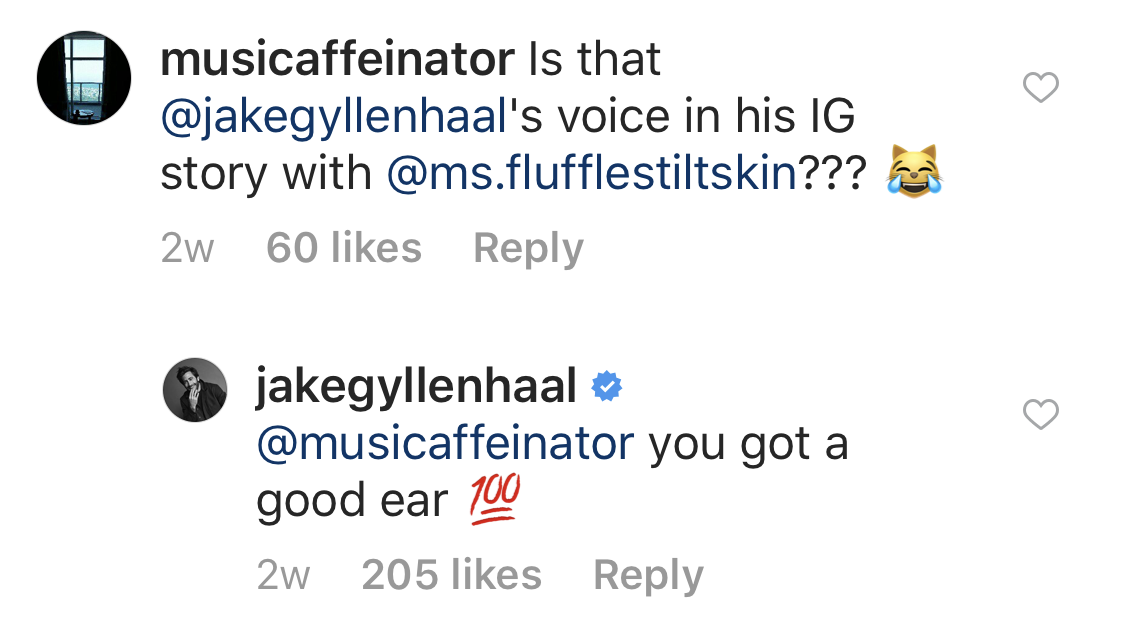 musicaffeinator Is that
@jakegyllenhaal's voice in his IG
story with @ms.flufflestiltskin??? 😹
2w 60 likes Reply
jakegyllenhaal
@musicaffeinator you got a
good ear 💯
2w 205 likes Reply